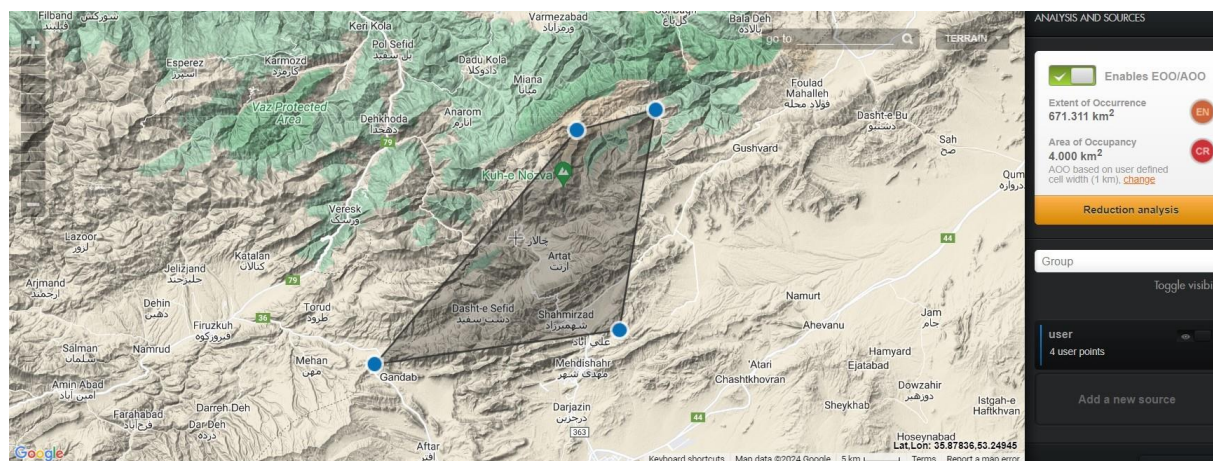 Filband
فیلبند
شورکش
Keri Kola
Varmezabad
ورمزآباد
گل‌باغ
Bala Deh
بالاده
go to
TERRAIN
Esperez
اسپرز
Karmozd
کارمزد
Pol Sefid
پل سفید
Dadu Kola
دادوکلا
Miana
میانا
Vaz Protected
Area
Dehkhoda
دهخدا
Anarom
انارم
Foulad
Mahalleh
فولاد محله
Dasht-e Bu
دشتبو
79
Gushvard
Sah
صح
Kuh-e Nozva
Qum
دروازه
Veresk
ورسک
Lazoor
لزور
Katalan
کتالان
چالار
44
Artat
ارتت
Arjmand
ارجمند
Jelizjand
جلیزجند
79
Dehin
دهین
Torud
طرود
Dasht-e Sefid
دشت سفید
Shahmirzad
شهمیرزاد
Namurt
Firuzkuh
فیروزکوه
36
Jam
جام
Salman
سلمان
Namrud
علی آباد
Ahevanu
Mehan
مهن
Gandab
Mehdishahr
مهدی شهر
'Atari
Hamyard
Ejatabad
Amin Abad
امین آباد
Chashtkhovran
Dowzahir
دوزهیر
Farahabad
فرح‌آباد
Darreh Deh
Dar Deh
درده
Darjazin
درجزین
Sheykhab
Istgah-e
Haftkhvan
44
363
Aftar
افتر
Hoseynabad
Lat,Lon: 35.87836,53.24945
Google
Keyboard shortcuts
Map data ©2024 Google
5 km
Terms
Report a map error
ANALYSIS AND SOURCES
Enables EOO/AOO
Extent of Occurrence
671.311 km²
EN
Area of Occupancy
4.000 km²
CR
AOO based on user defined
cell width (1 km), change
Reduction analysis
Group
Toggle visibi
user
4 user points
Add a new source